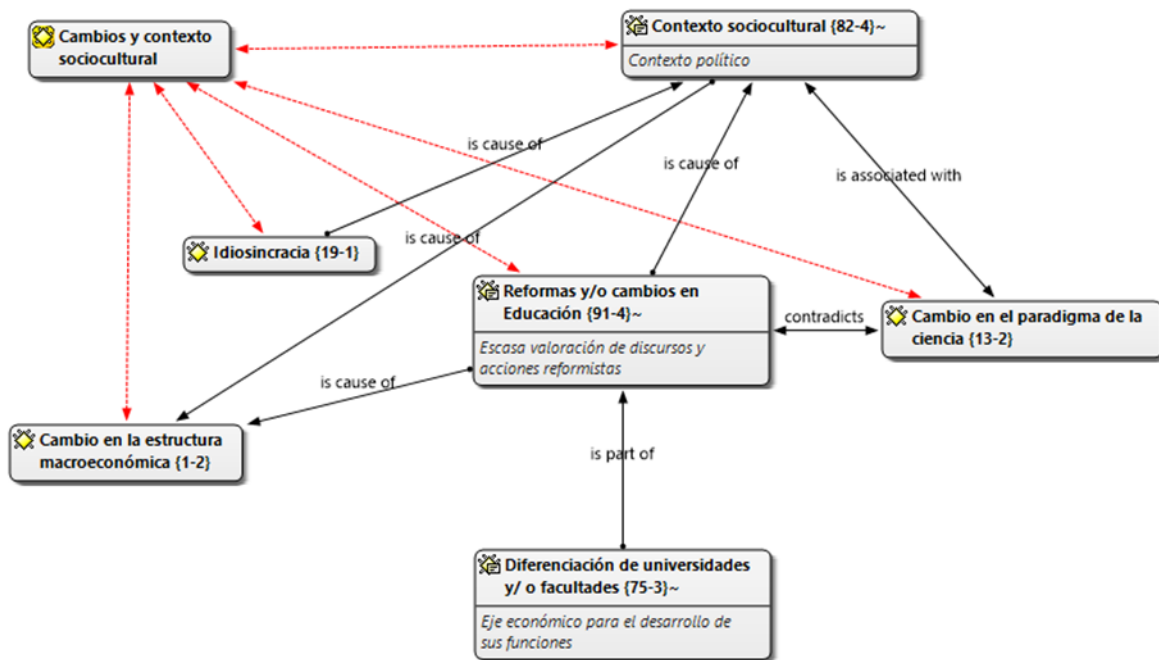 Cambios y contexto
sociocultural
Contexto sociocultural {82-4}~
Contexto político
is cause of
is cause of
is associated with
Idiosincracia {19-1}
is cause of
Reformas y/o cambios en
Educación {91-4}~
Escasa valoración de discursos y
acciones reformistas
contradicts
Cambio en el paradigma de la
ciencia {13-2}
is cause of
Cambio en la estructura
macroeconómica {1-2}
is part of
Diferenciación de universidades
y/ o facultades {75-3}~
Eje económico para el desarrollo de
sus funciones